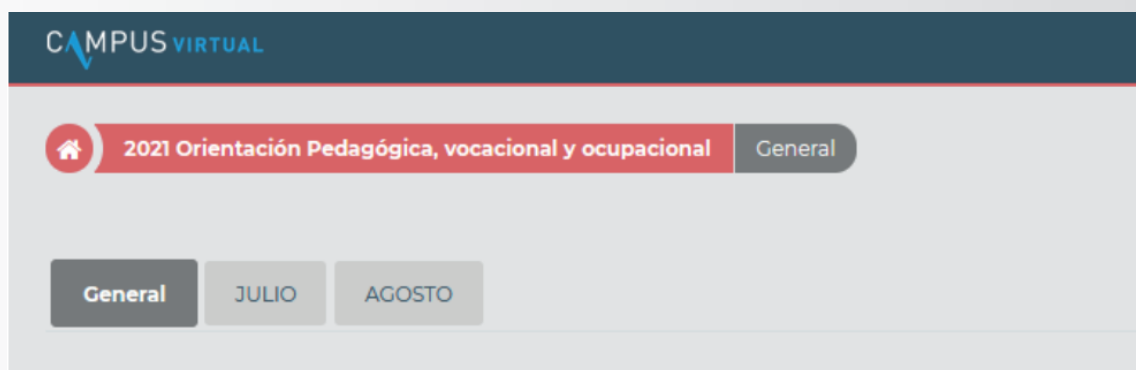 CAMPUS VIRTUAL
2021 Orientación Pedagógica, vocacional y ocupacional General
General JULIO AGOSTO